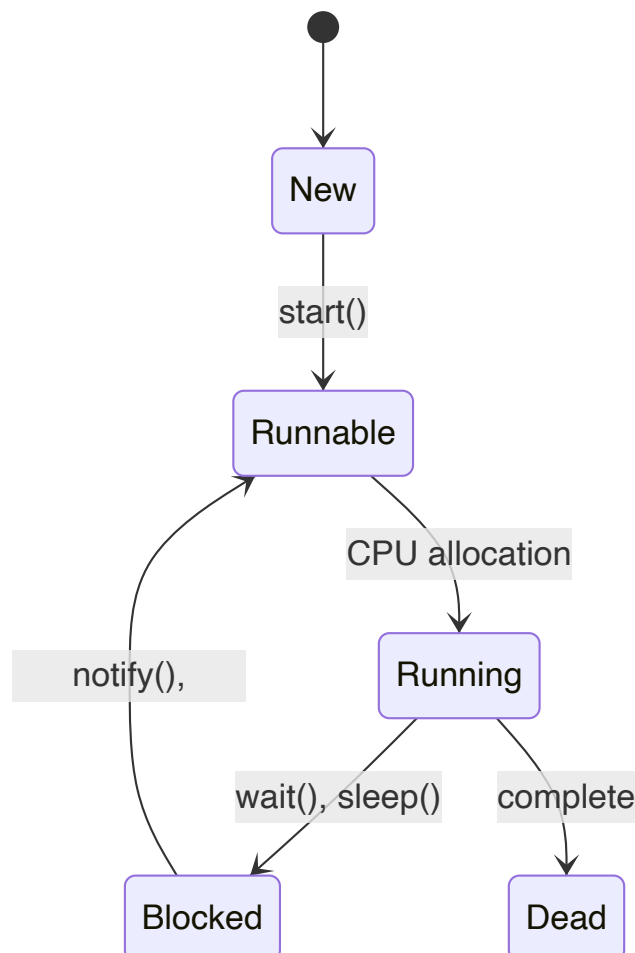 New
start()
Runnable
CPU allocation
Running
notify(),
wait(), sleep()
complete
Blocked
Dead